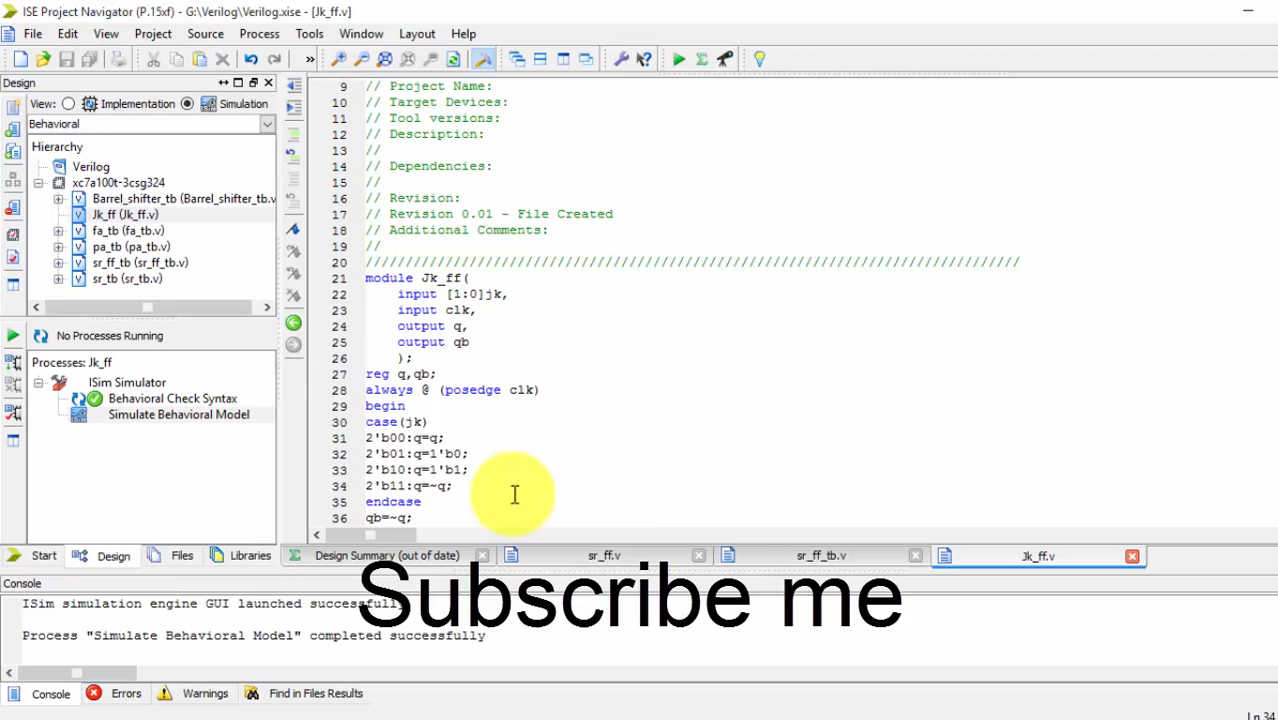 ISE Project Navigator (P.15xf) - G:\Verilog\Verilog.xise - [Jk_ff.v]
File Edit View Project Source Process Tools Window Layout Help
Design
View: Implementation Simulation
Behavioral
Hierarchy
Verilog
xc7a100t-3csg324
Barrel_shifter_tb (Barrel_shifter_tb.v
Jk_ff (Jk_ff.v)
fa_tb (fa_tb.v)
pa_tb (pa_tb.v)
sr_ff_tb (sr_ff_tb.v)
sr_tb (sr_tb.v)
No Processes Running
Processes: Jk_ff
ISim Simulator
Behavioral Check Syntax
Simulate Behavioral Model
Start Design Files Libraries
9 // Project Name:
10 // Target Devices:
11 // Tool versions:
12 // Description:
13 //
14 // Dependencies:
15 //
16 // Revision:
17 // Revision 0.01 - File Created
18 // Additional Comments:
19 //
20 //////////////////////////////////////////////////////////////////////////////////
21 module Jk_ff(
22 input [1:0]jk,
23 input clk,
24 output q,
25 output qb
26 );
27 reg q,qb;
28 always @ (posedge clk)
29 begin
30 case(jk)
31 2'b00:q=q;
32 2'b01:q=1'b0;
33 2'b10:q=1'b1;
34 2'b11:q=~q;
35 endcase
36 qb=~q;
Design Summary (out of date) sr_ff.v sr_ff_tb.v Jk_ff.v
Console
ISim simulation engine GUI launched successfully
Subscribe me
Process "Simulate Behavioral Model" completed successfully
Console Errors Warnings Find in Files Results
Ln 34